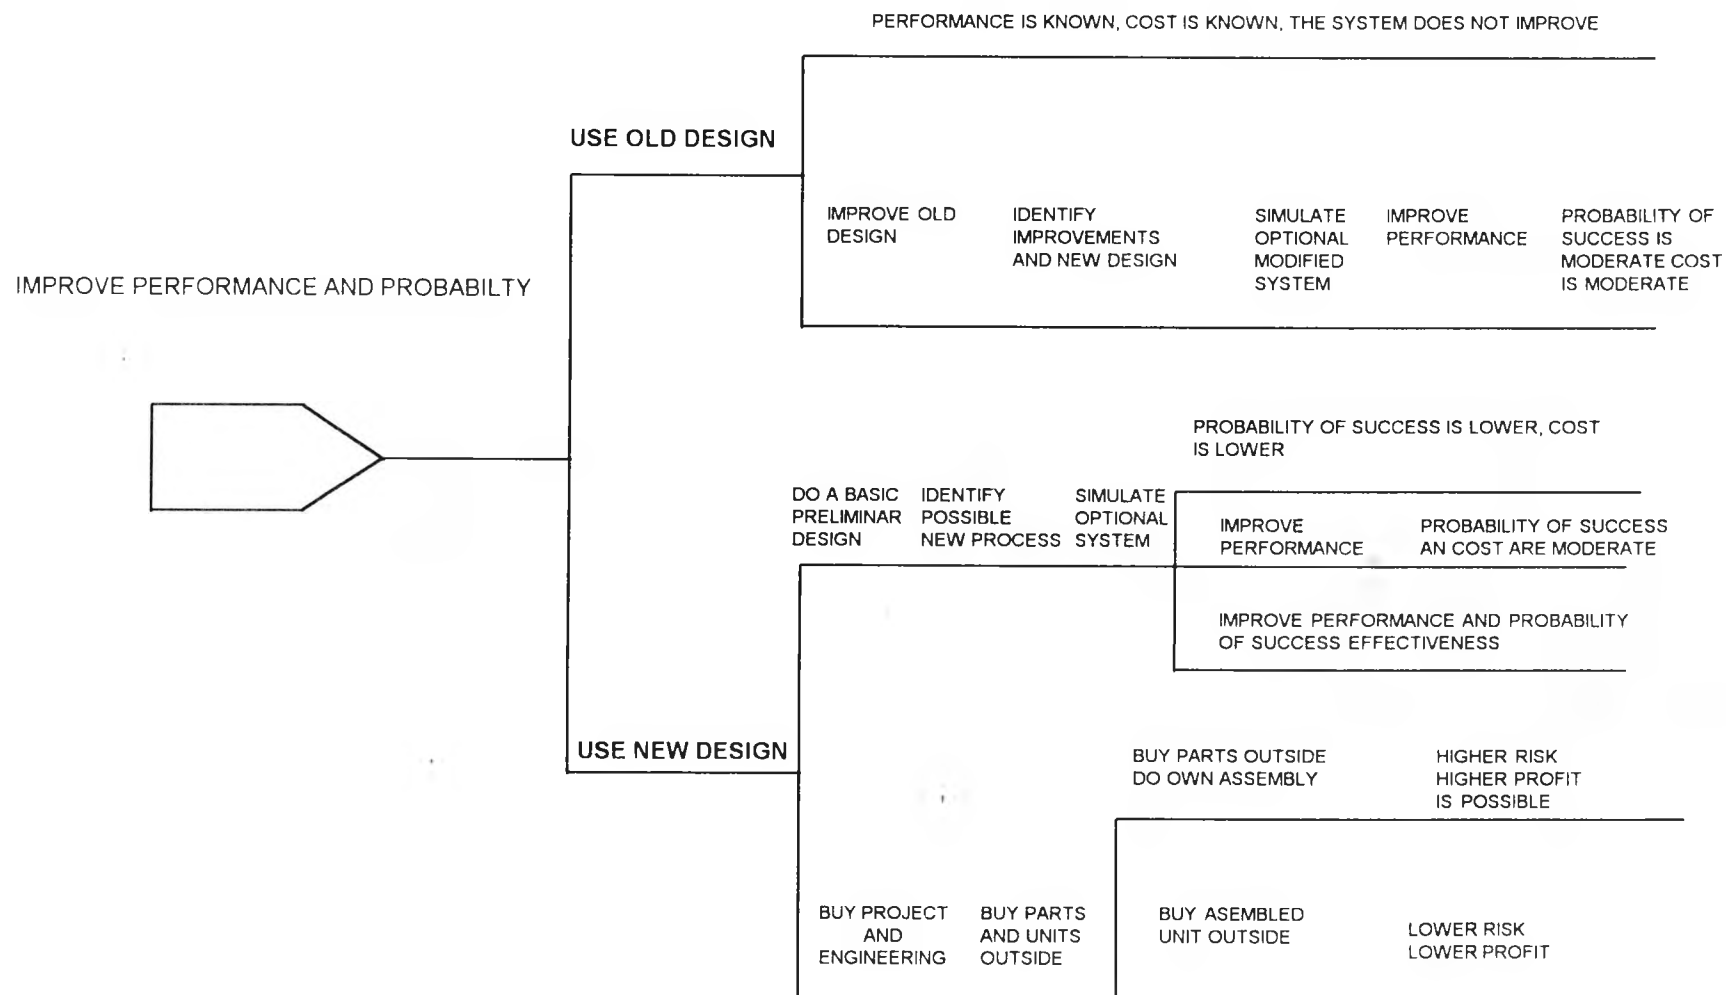 PERFORMANCE IS KNOWN, COST IS KNOWN, THE SYSTEM DOES NOT IMPROVE
USE OLD DESIGN
IMPROVE OLD
DESIGN
IDENTIFY
IMPROVEMENTS
AND NEW DESIGN
SIMULATE
OPTIONAL
MODIFIED
SYSTEM
IMPROVE
PERFORMANCE
PROBABILITY OF
SUCCESS IS
MODERATE COST
IS MODERATE
IMPROVE PERFORMANCE AND PROBABILTY
PROBABILITY OF SUCCESS IS LOWER, COST
IS LOWER
DO A BASIC
PRELIMINAR
DESIGN
IDENTIFY
POSSIBLE
NEW PROCESS
SIMULATE
OPTIONAL
SYSTEM
IMPROVE
PERFORMANCE
PROBABILITY OF SUCCESS
AN COST ARE MODERATE
IMPROVE PERFORMANCE AND PROBABILITY
OF SUCCESS EFFECTIVENESS
USE NEW DESIGN
BUY PARTS OUTSIDE
DO OWN ASSEMBLY
HIGHER RISK
HIGHER PROFIT
IS POSSIBLE
BUY PROJECT
AND
ENGINEERING
BUY PARTS
AND UNITS
OUTSIDE
BUY ASEMBLED
UNIT OUTSIDE
LOWER RISK
LOWER PROFIT